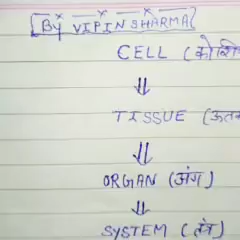 [By VIPIN SHARMA]
CELL (कोशि
⇓
TISSUE (ऊतक
⇓
ORGAN (अंग)
⇓
SYSTEM (तंत्र)